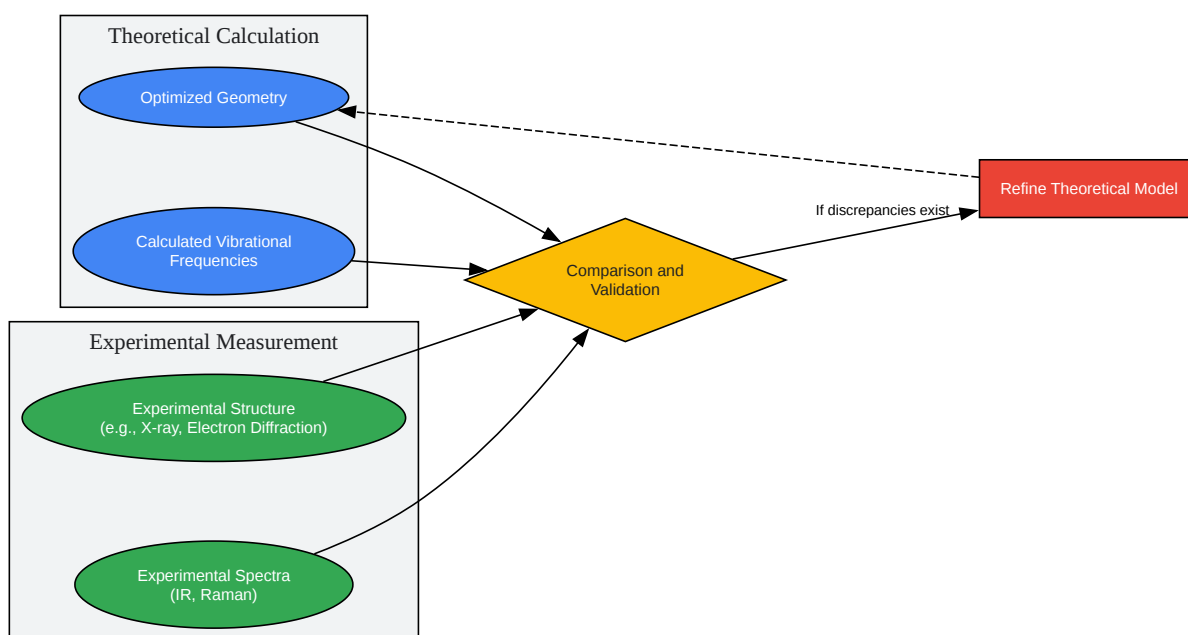 Theoretical Calculation
Optimized Geometry
Calculated Vibrational
Frequencies
Experimental Measurement
Experimental Structure
(e.g., X-ray, Electron Diffraction)
Experimental Spectra
(IR, Raman)
Comparison and
Validation
If discrepancies exist
Refine Theoretical Model